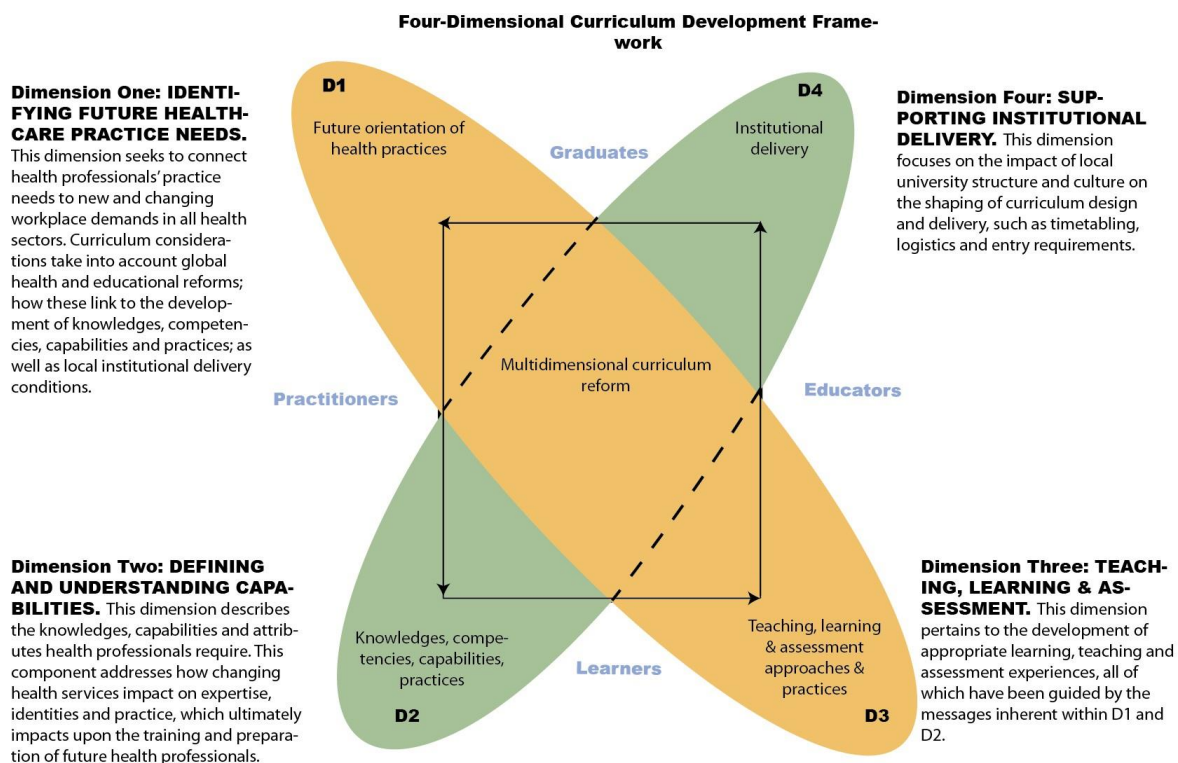 Four-Dimensional Curriculum Development Frame-
work
Dimension One: IDENTI-
FYING FUTURE HEALTH-
CARE PRACTICE NEEDS.
This dimension seeks to connect
health professionals' practice
needs to new and changing
workplace demands in all health
sectors. Curriculum considera-
tions take into account global
health and educational reforms;
how these link to the develop-
ment of knowledges, competen-
cies, capabilities and practices; as
well as local institutional delivery
conditions.
D1
Future orientation of
health practices
Graduates
D4
Institutional
delivery
Dimension Four: SUP-
PORTING INSTITUTIONAL
DELIVERY. This dimension
focuses on the impact of local
university structure and culture on
the shaping of curriculum design
and delivery, such as timetabling,
logistics and entry requirements.
Multidimensional curriculum
reform
Practitioners
Educators
Dimension Two: DEFINING
AND UNDERSTANDING CAPA-
BILITIES. This dimension describes
the knowledges, capabilities and attrib-
utes health professionals require. This
component addresses how changing
health services impact on expertise,
identities and practice, which ultimately
impacts upon the training and prepara-
tion of future health professionals.
Knowledges, compe-
tencies, capabilities,
practices
D2
Learners
Teaching, learning
& assessment
approaches &
practices
D3
Dimension Three: TEACH-
ING, LEARNING & AS-
SESSMENT. This dimension
pertains to the development of
appropriate learning, teaching and
assessment experiences, all of
which have been guided by the
messages inherent within D1 and
D2.